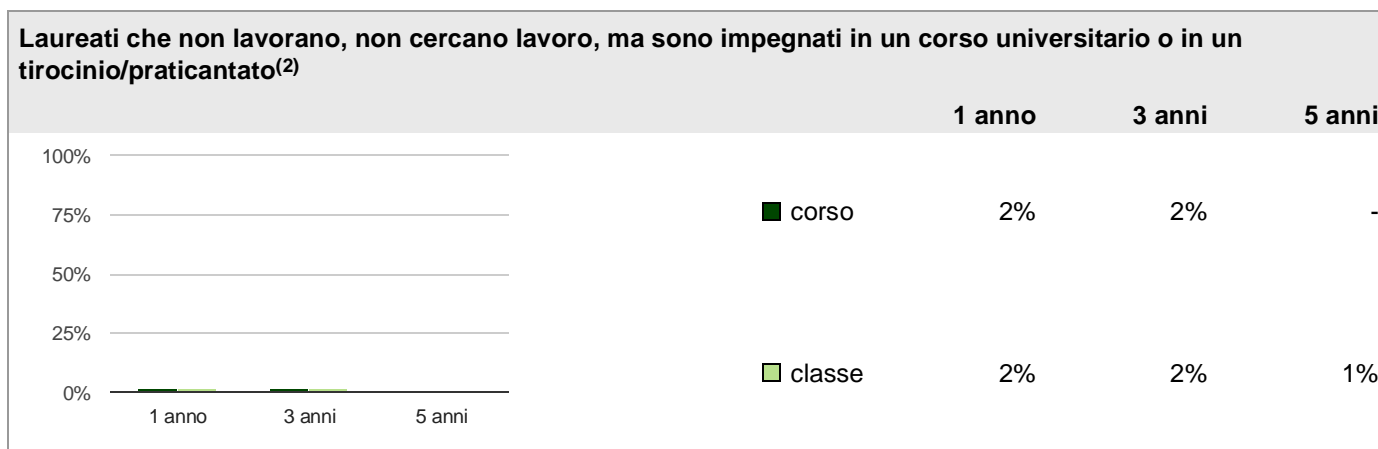 Laureati che non lavorano, non cercano lavoro, ma sono impegnati in un corso universitario o in un
tirocinio/praticantato(2)
1 anno 3 anni 5 anni
100%
75%
50%
25%
0%
1 anno 3 anni 5 anni
corso 2% 2% -
classe 2% 2% 1%